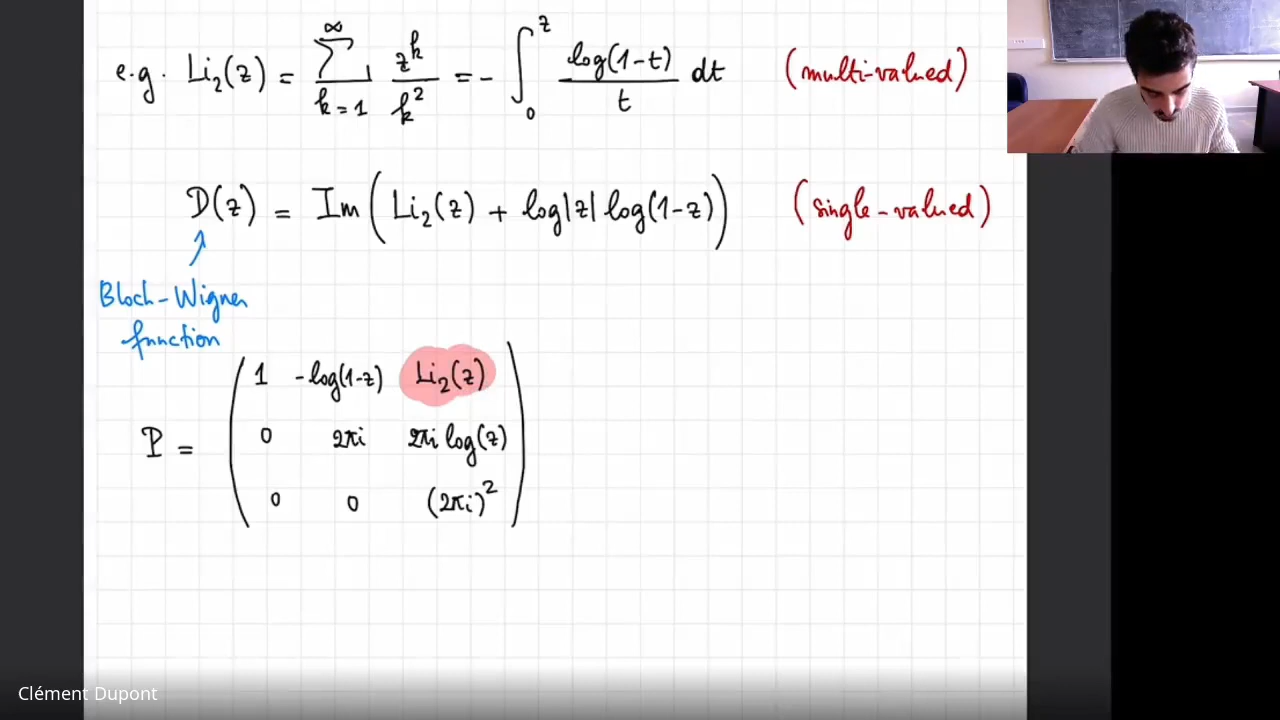 e.g. Li₂(z) = ∑_{k=1}^{∞} z^k / k² = - ∫_0^z log(1-t) / t dt (multi-valued)
D(z) = Im( Li₂(z) + log|z| log(1-z) ) (single-valued)
Bloch-Wigner
function
P = ( 1 -log(1-z) Li₂(z)
0 2πi 2πi log(z)
0 0 (2πi)² )
Clément Dupont